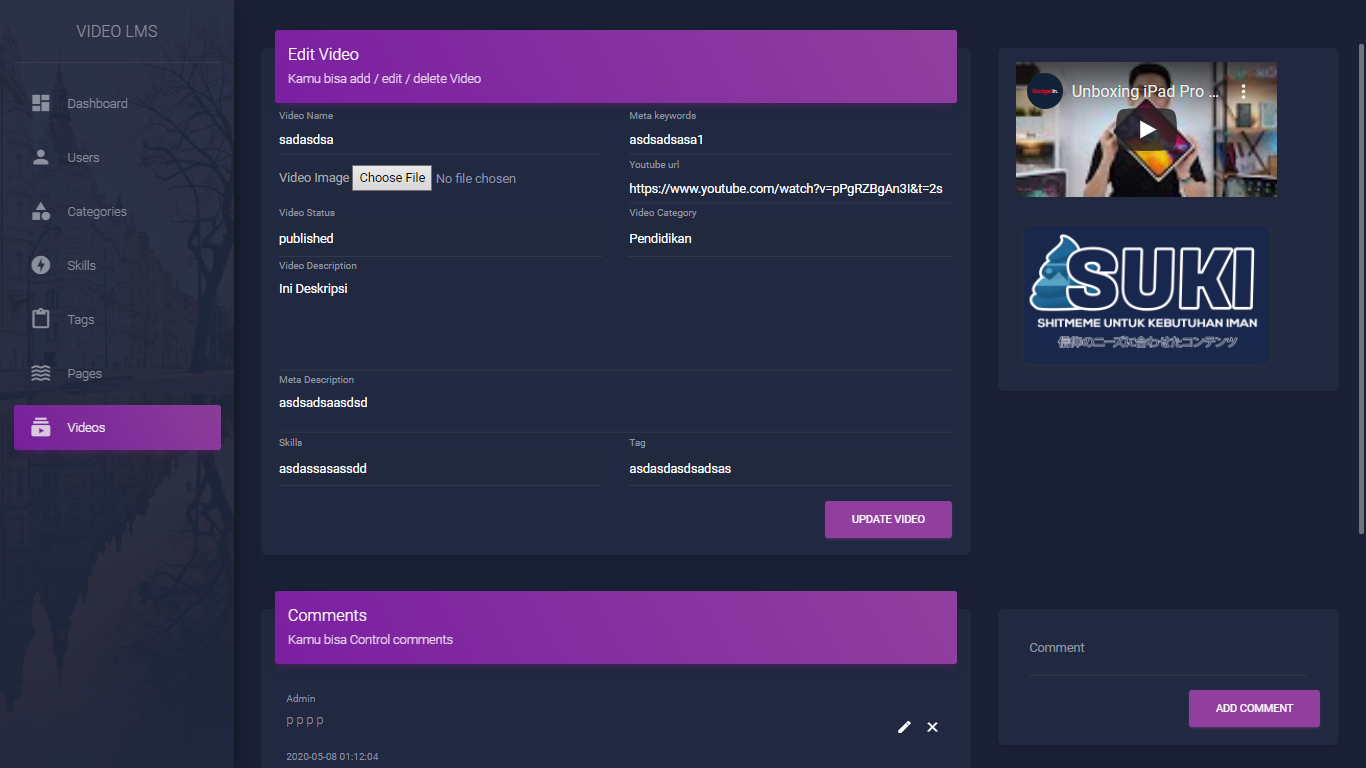 VIDEO LMS
Dashboard
Users
Categories
Skills
Tags
Pages
Videos
Edit Video
Kamu bisa add / edit / delete Video
Video Name
sadasdsa
Meta keywords
asdsadsasa1
Video Image Choose File No file chosen
Youtube url
https://www.youtube.com/watch?v=pPgRZBgAn3I&t=2s
Video Status
published
Video Category
Pendidikan
Video Description
Ini Deskripsi
Meta Description
asdsadsaasdsd
Skills
asdassasassdd
Tag
asdasdasdsadsas
UPDATE VIDEO
GadgetIn.
Unboxing iPad Pro ...
SUKI
SHITMEME UNTUK KEBUTUHAN IMAN
信仰のニーズに合わせたコンテンツ
Comments
Kamu bisa Control comments
Admin
p p p p
2020-05-08 01:12:04
Comment
ADD COMMENT